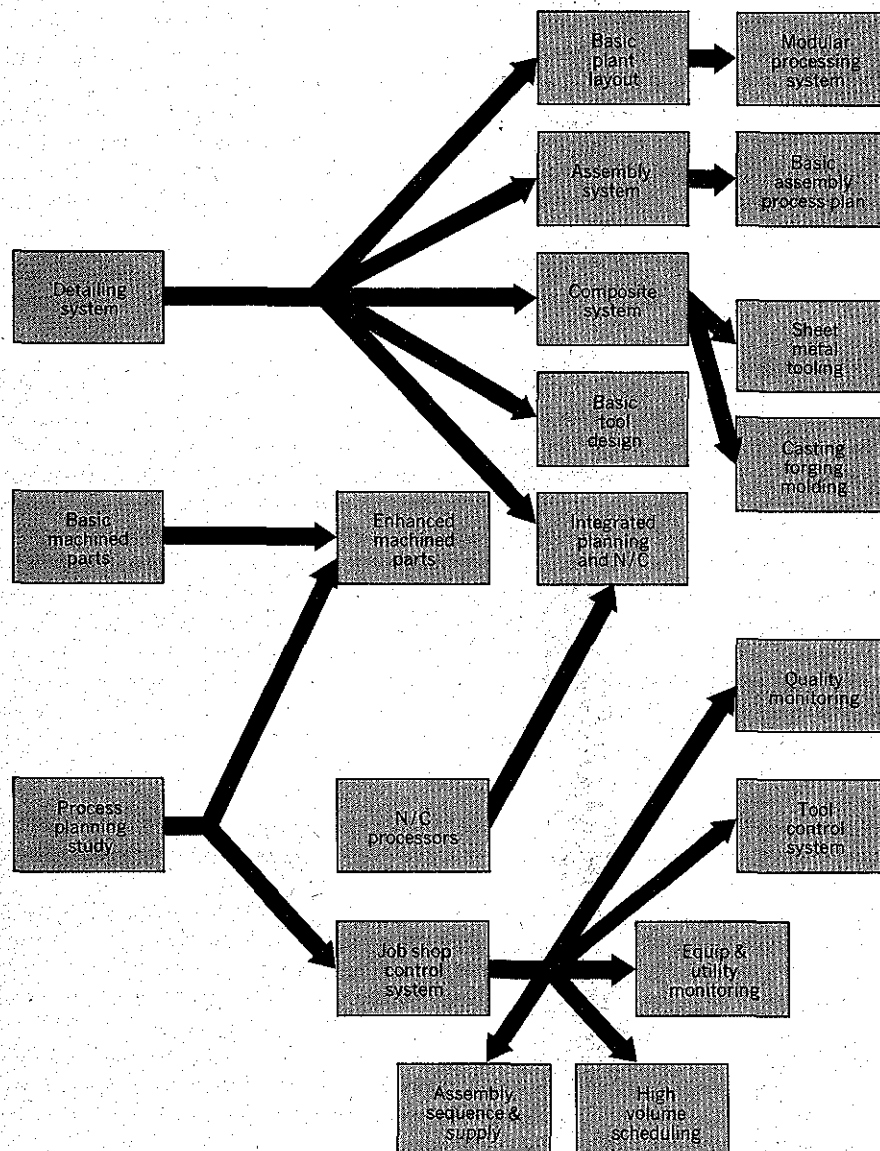 Basic
plant
layout
Modular
processing
system
Assembly
system
Basic
assembly
process plan
Detailing
system
Composite
system
Sheet
metal
tooling
Basic
tool
design
Casting
forging
molding
Basic
machined
parts
Enhanced
machined
parts
Integrated
planning
and N/C
Quality
monitoring
Process
planning
study
N/C
processors
Tool
control
system
Job shop
control
system
Equip &
utility
monitoring
Assembly,
sequence &
supply
High
volume
scheduling